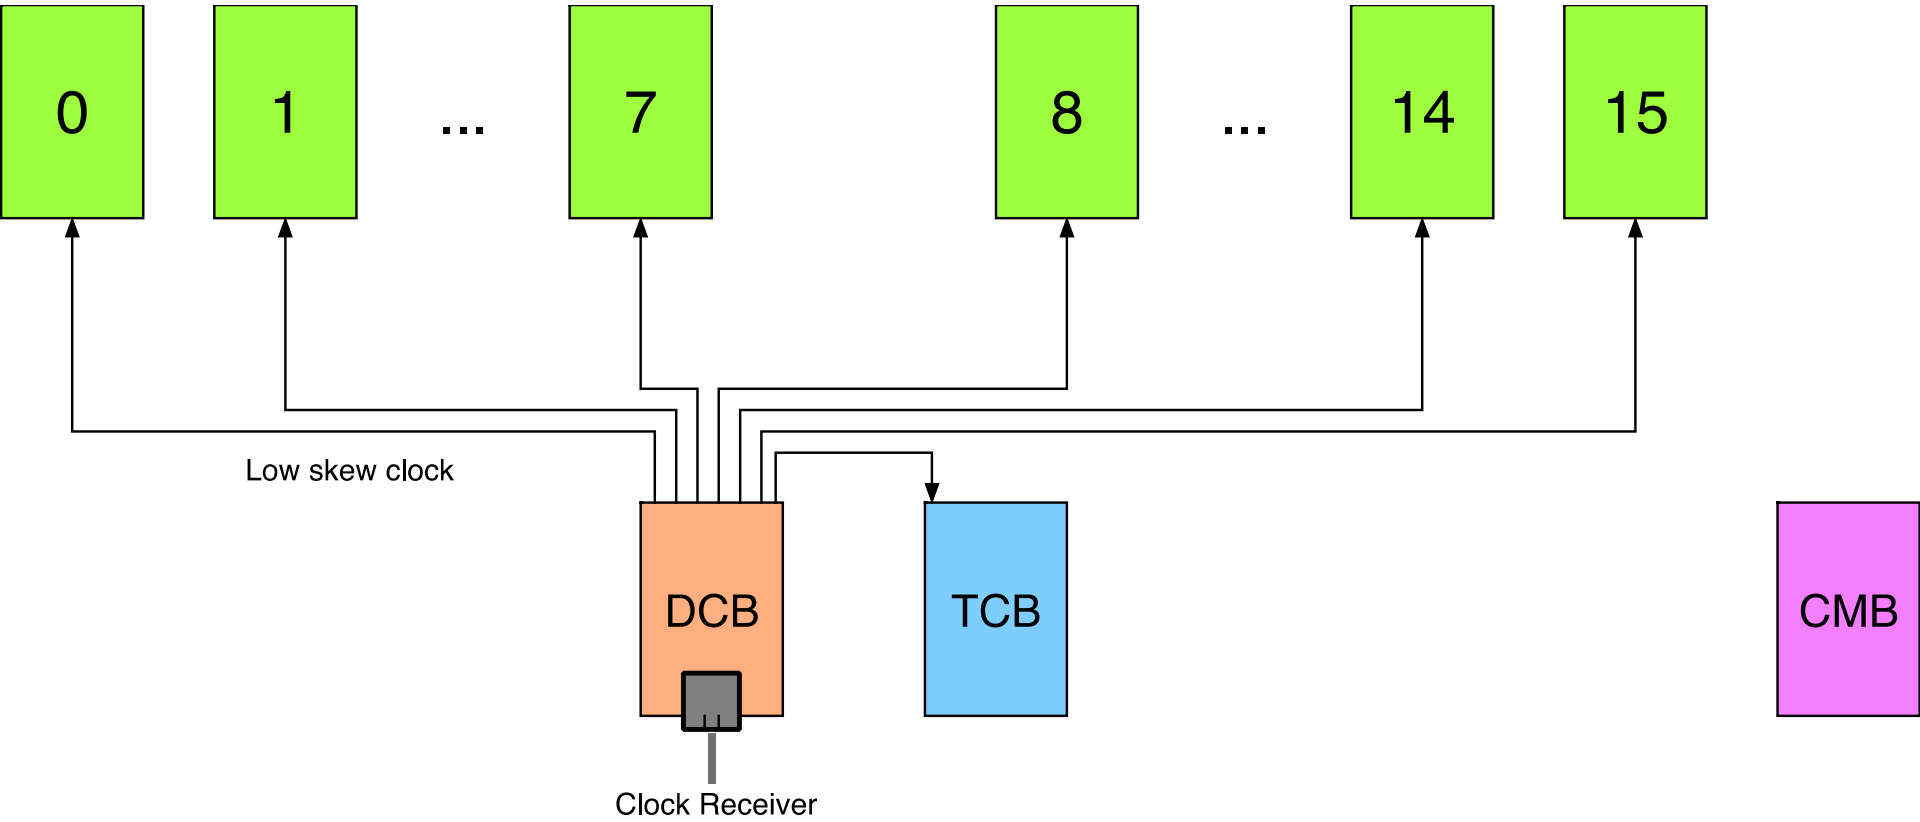 0 1 ... 7 8 ... 14 15
Low skew clock
DCB TCB CMB
Clock Receiver